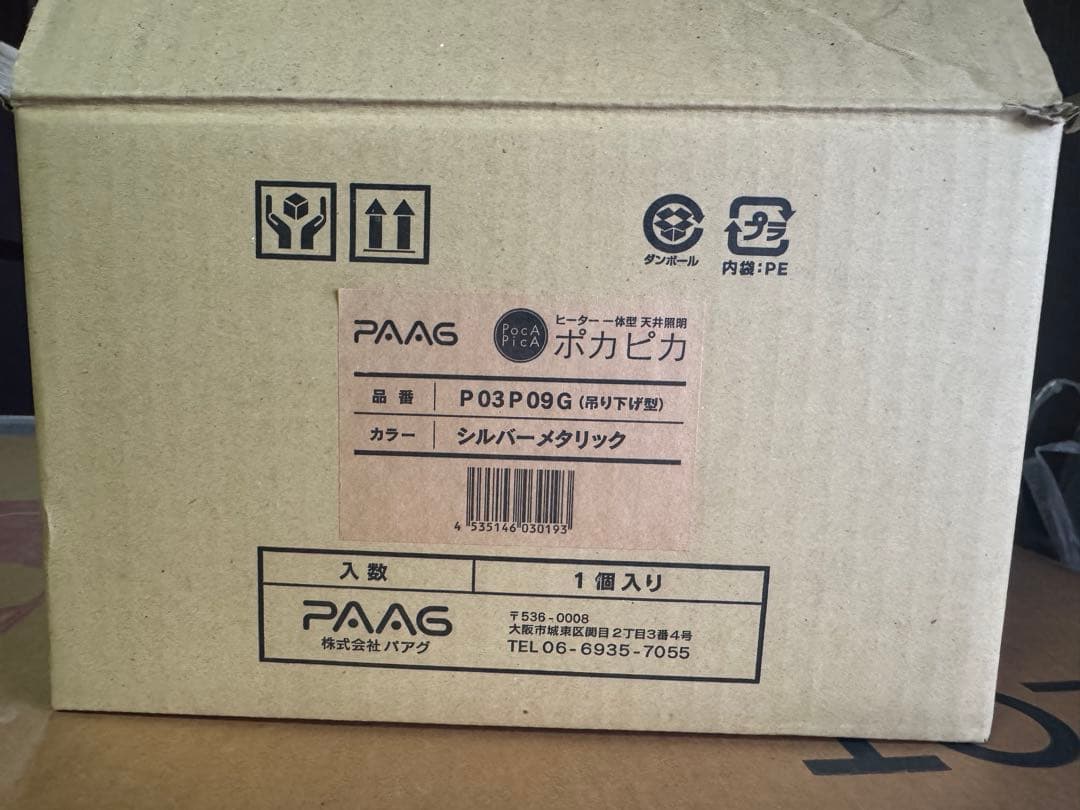 ダンボール
プラ
内袋：PE
PAAG
PocA
PicA
ヒーター 一体型 天井照明
ポカピカ
品番 P03P09G（吊り下げ型）
カラー シルバーメタリック
4 535146 030193
入数 1個入り
PAAG
株式会社パアグ
〒536-0008
大阪市城東区関目2丁目3番4号
TEL 06-6935-7055